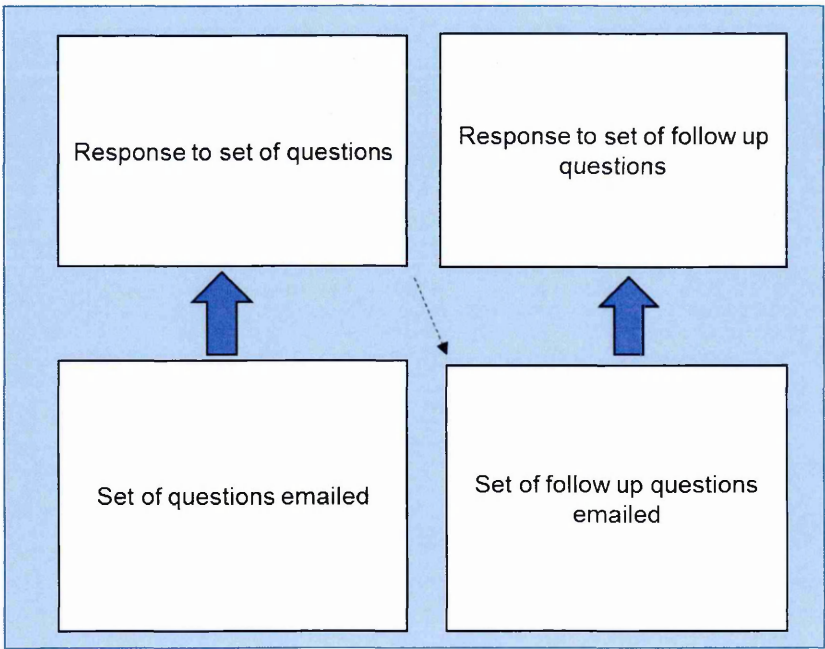 Response to set of questions
Response to set of follow up
questions
Set of questions emailed
Set of follow up questions
emailed